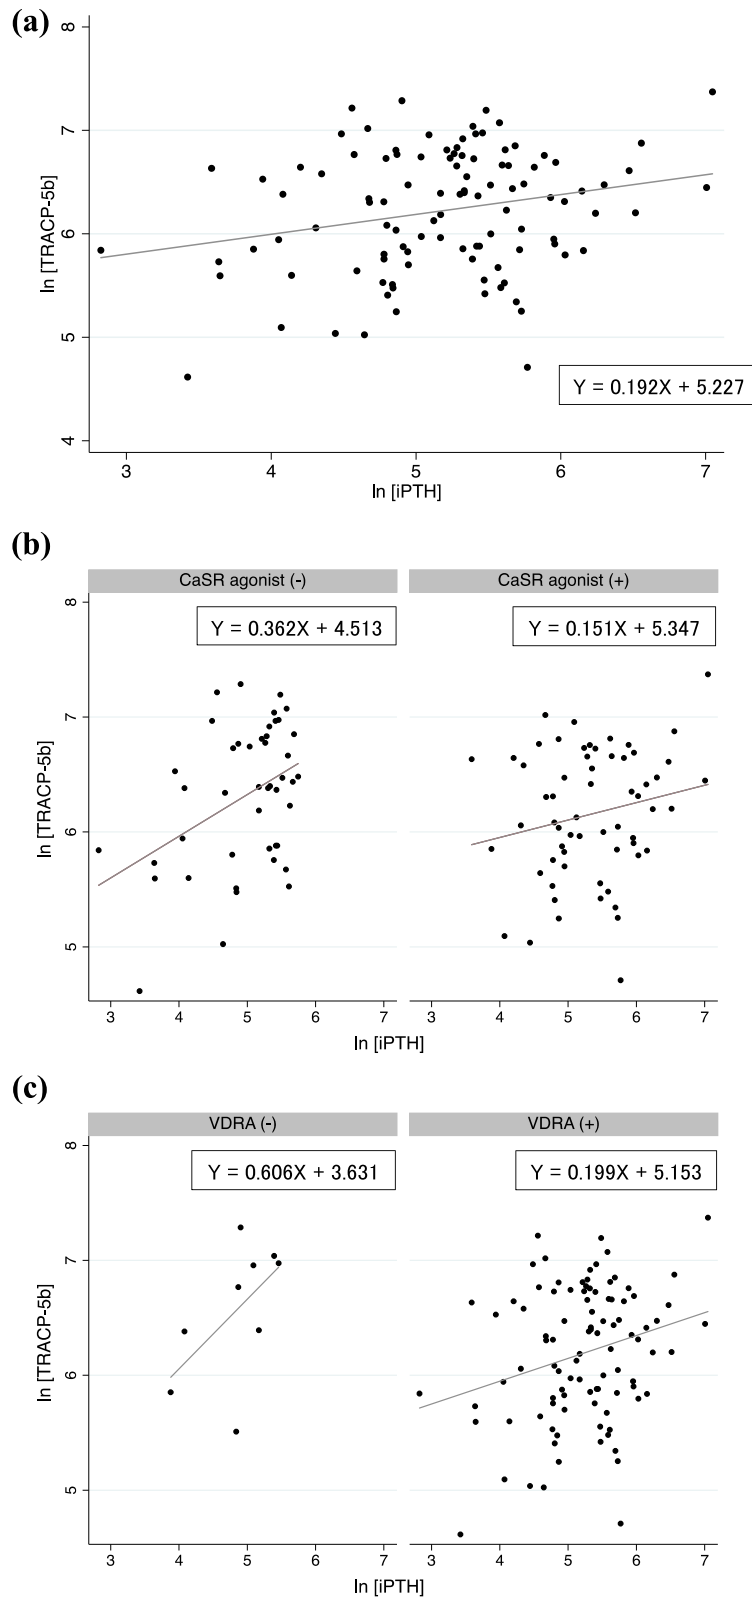 (a)
8
7
6
5
4
ln [TRACP-5b]
Y = 0.192X + 5.227
3 4 5 6 7
ln [iPTH]
(b)
CaSR agonist (-) CaSR agonist (+)
8
7
6
5
ln [TRACP-5b]
Y = 0.362X + 4.513 Y = 0.151X + 5.347
3 4 5 6 7 3 4 5 6 7
ln [iPTH]
(c)
VDRA (-) VDRA (+)
8
7
6
5
ln [TRACP-5b]
Y = 0.606X + 3.631 Y = 0.199X + 5.153
3 4 5 6 7 3 4 5 6 7
ln [iPTH]